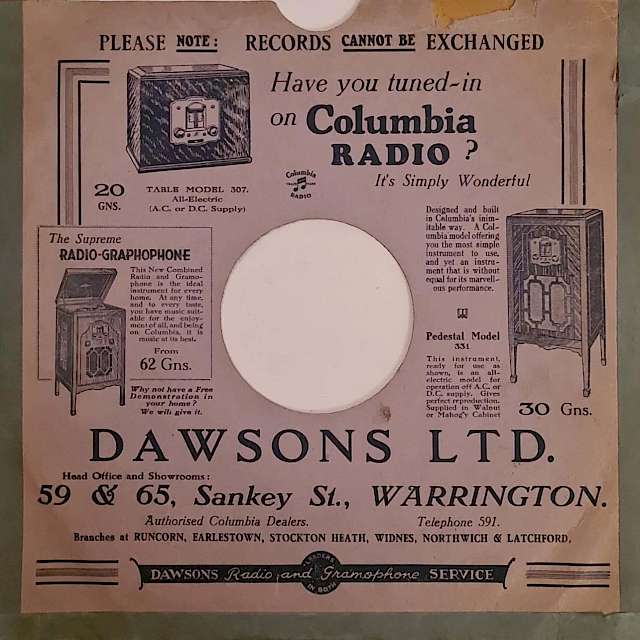 PLEASE NOTE: RECORDS CANNOT BE EXCHANGED
Have you tuned-in
on Columbia
RADIO?
It's Simply Wonderful
Columbia
RADIO
20
GNS.
TABLE MODEL 307.
All-Electric
(A.C. or D.C. Supply)
The Supreme
RADIO-GRAPHOPHONE
This New Combined
Radio and Gramo-
phone is the ideal
instrument for every
home. At any time,
and to every taste,
you have music suit-
able for the enjoy-
ment of all, and being
on Columbia, it is
music at its best.
From
62 Gns.
Why not have a Free
Demonstration in
your home?
We will give it.
Designed and built
in Columbia's inim-
itable way. A Col-
umbia model offering
you the most simple
instrument to use,
and yet an instru-
ment that is without
equal for its marvell-
ous performance.
Pedestal Model
331
This instrument,
ready for use as
shown, is an all-
electric model for
operation off A.C. or
D.C. supply. Gives
perfect reproduction.
Supplied in Walnut
or Mahog'y Cabinet
30 Gns.
DAWSONS LTD.
Head Office and Showrooms:
59 & 65, Sankey St., WARRINGTON.
Authorised Columbia Dealers. Telephone 591.
Branches at RUNCORN, EARLESTOWN, STOCKTON HEATH, WIDNES, NORTHWICH & LATCHFORD.
LEADERS
DAWSONS Radio and Gramophone SERVICE
IN BOTH